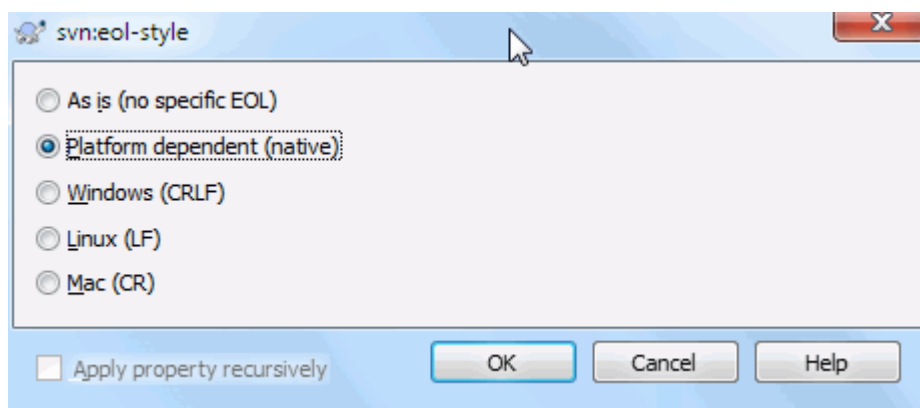 svn:eol-style
As is (no specific EOL)
Platform dependent (native)
Windows (CRLF)
Linux (LF)
Mac (CR)
Apply property recursively OK Cancel Help